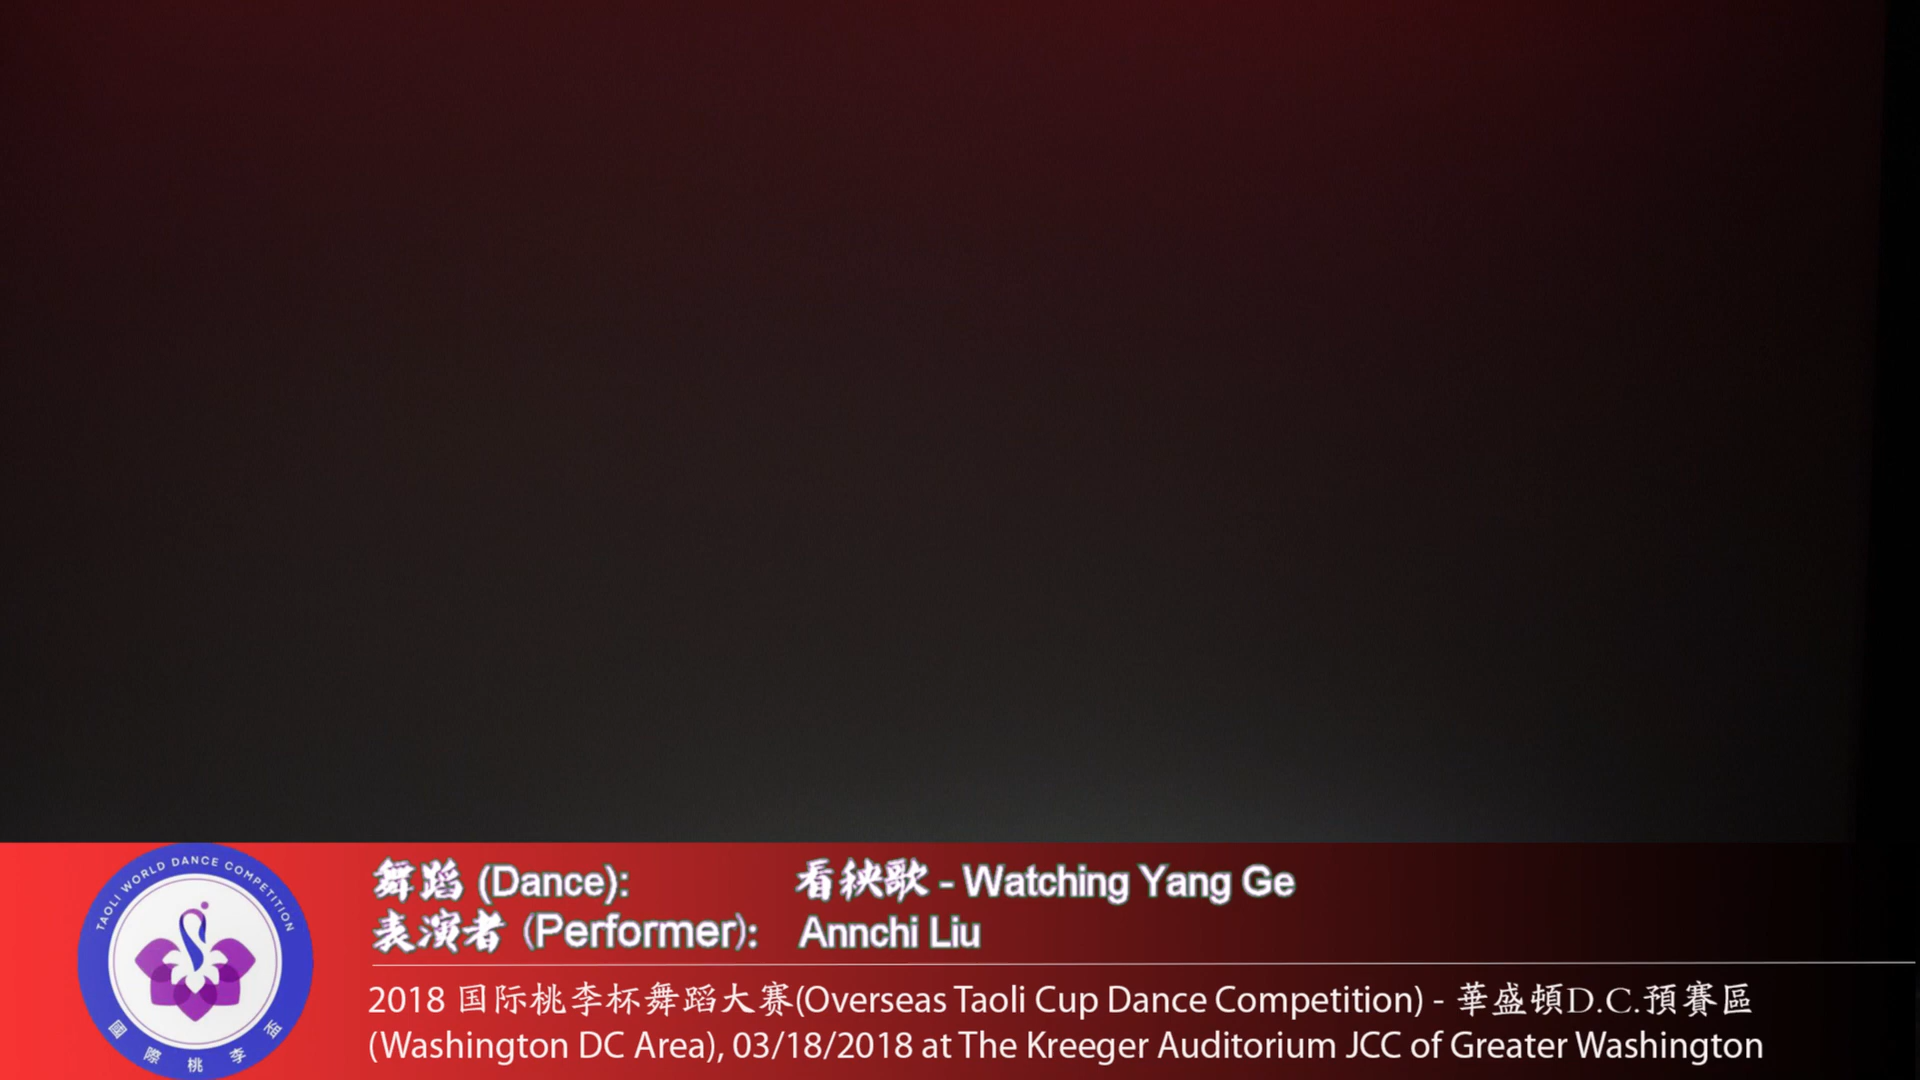 TAOLI WORLD DANCE COMPETITION
國際桃李盃
舞蹈 (Dance): 看秧歌 - Watching Yang Ge
表演者 (Performer): Annchi Liu
2018 国际桃李杯舞蹈大赛(Overseas Taoli Cup Dance Competition) - 華盛頓D.C.預賽區
(Washington DC Area), 03/18/2018 at The Kreeger Auditorium JCC of Greater Washington